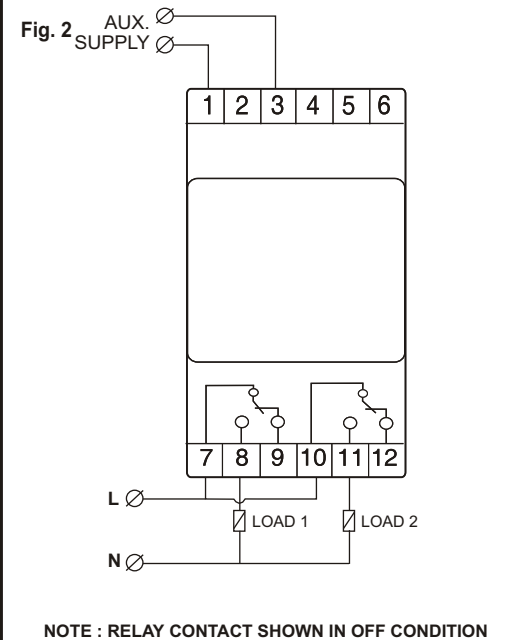 Fig. 2
AUX.
SUPPLY
1 2 3 4 5 6
7 8 9 10 11 12
L
LOAD 1
LOAD 2
N
NOTE : RELAY CONTACT SHOWN IN OFF CONDITION